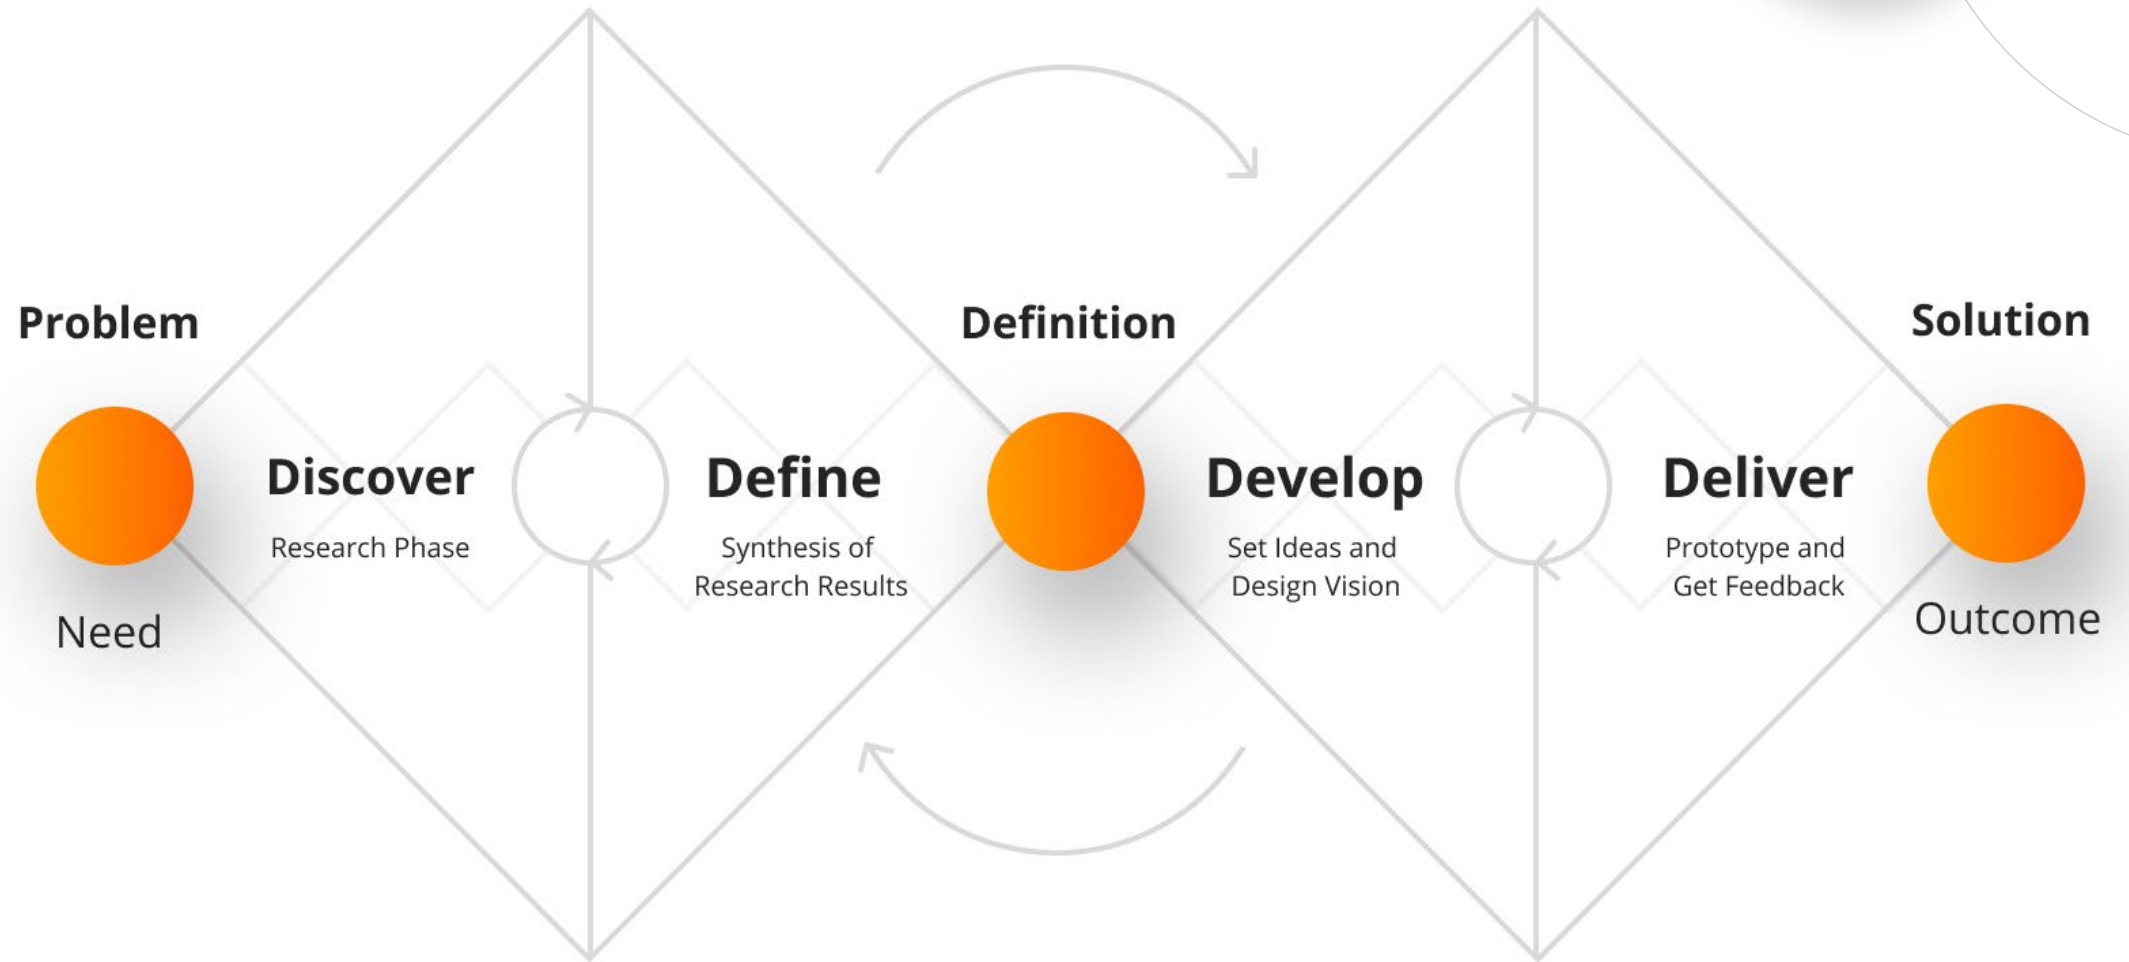 Problem
Need
Discover
Research Phase
Define
Synthesis of
Research Results
Definition
Develop
Set Ideas and
Design Vision
Deliver
Prototype and
Get Feedback
Solution
Outcome